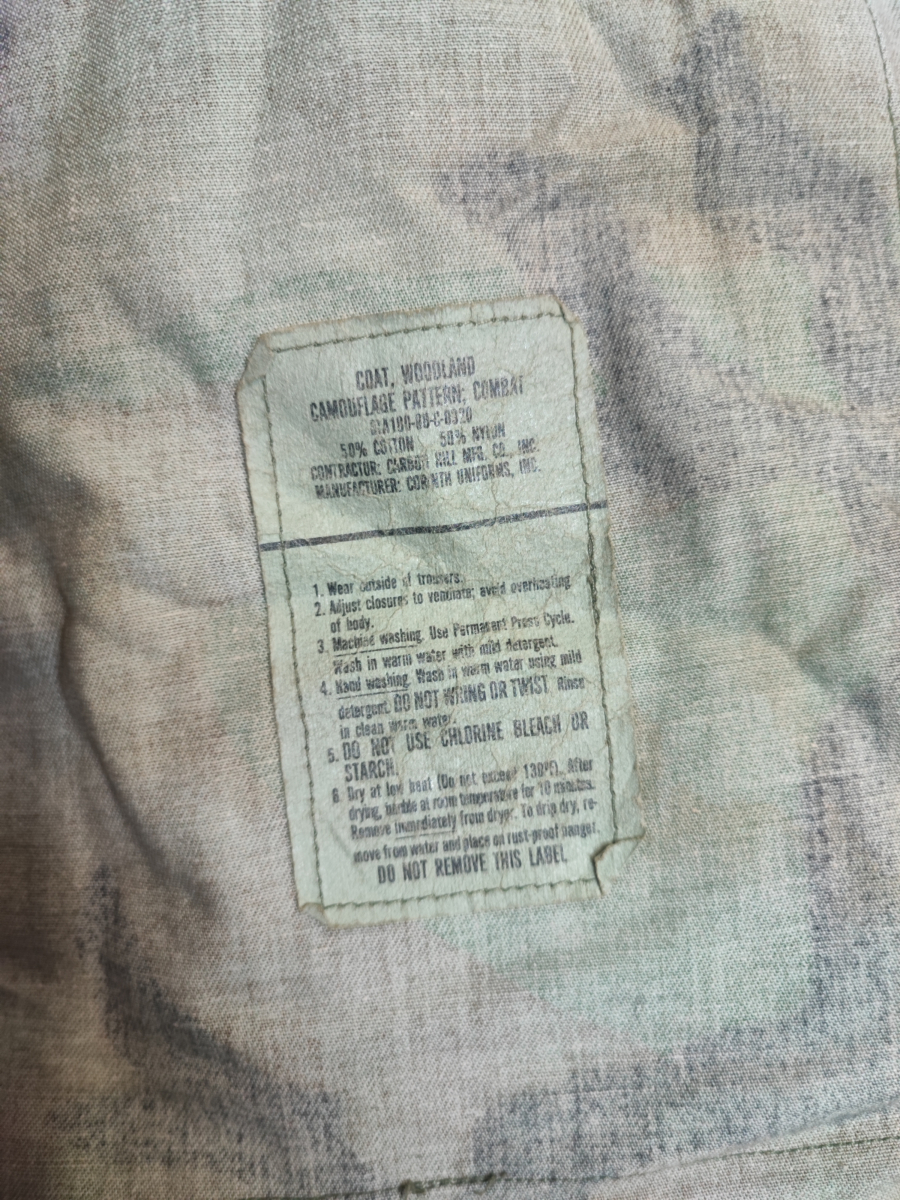 COAT, WOODLAND
CAMOUFLAGE PATTERN; COMBAT
50% COTTON 50% NYLON
CONTRACTOR: CARBON HILL MFG. CO., INC.
MANUFACTURER: CORINTH UNIFORMS, INC.
1. Wear outside of trousers.
2. Adjust closures to ventilate; avoid overheating
of body.
3. Machine washing. Use Permanent Press Cycle.
Wash in warm water with mild detergent.
4. Hand washing. Wash in warm water using mild
detergent. DO NOT WRING OR TWIST Rinse
in clean warm water.
5. DO NOT USE CHLORINE BLEACH OR
STARCH.
6. Dry at low heat (Do not exceed 130°F). After
drying, tumble at room temperature for 10 minutes.
Remove immediately from dryer. To drip dry, re-
move from water and place on rust-proof hanger.
DO NOT REMOVE THIS LABEL